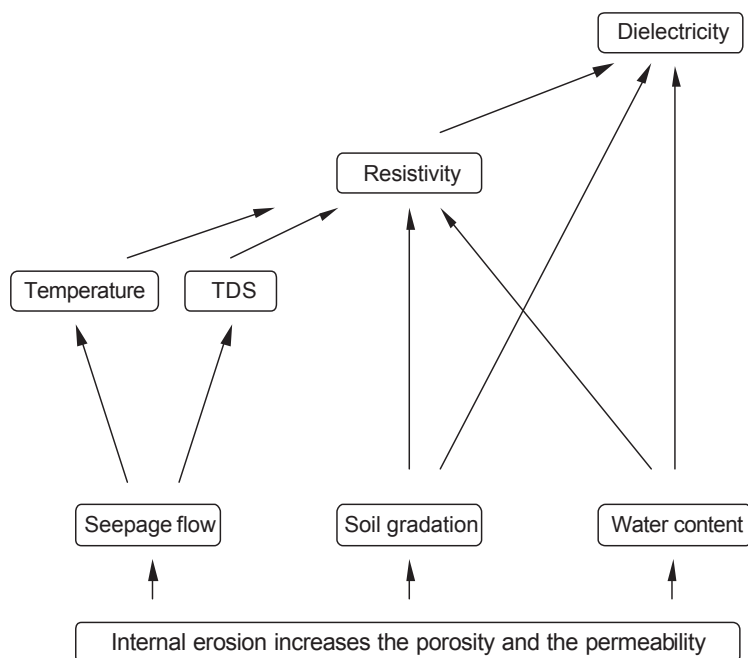 Dielectricity
Resistivity
Temperature
TDS
Seepage flow
Soil gradation
Water content
Internal erosion increases the porosity and the permeability